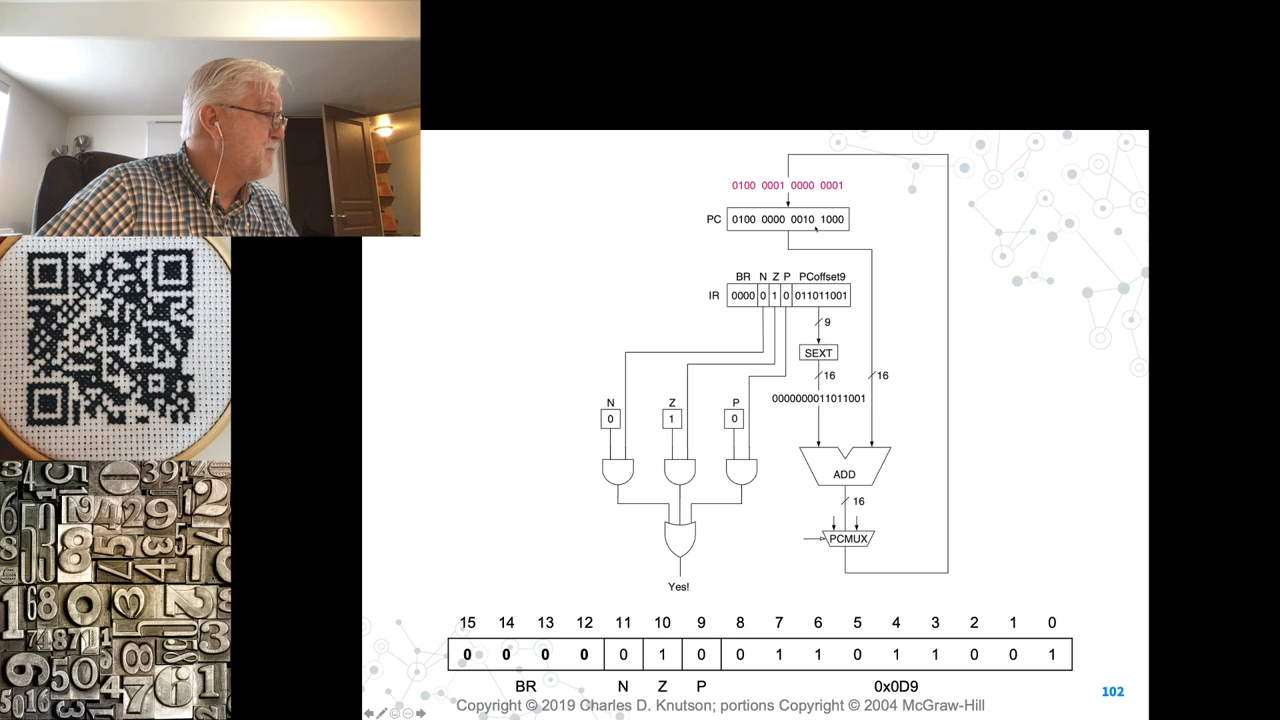 0100 0001 0000 0001
PC 0100 0000 0010 1000
BR N Z P PCoffset9
IR 0000 0 1 0 011011001
9
SEXT
16 16
0000000011011001
N Z P
0 1 0
ADD
16
PCMUX
Yes!
15 14 13 12 11 10 9 8 7 6 5 4 3 2 1 0
0 0 0 0 0 1 0 0 1 1 0 1 1 0 0 1
BR N Z P 0x0D9
102
Copyright © 2019 Charles D. Knutson; portions Copyright © 2004 McGraw-Hill